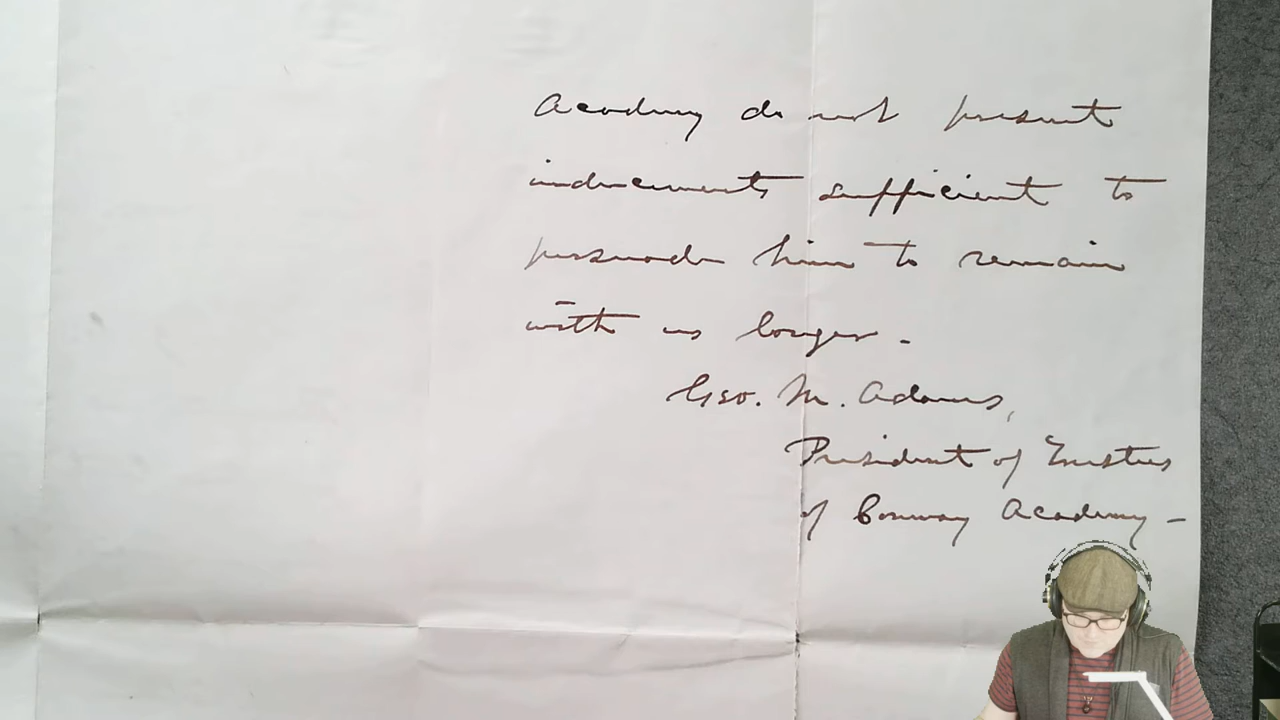 Academy do not present
inducements sufficient to
persuade him to remain
with us longer.
Geo. M. Adams,
President of Trustees
of Conway Academy -